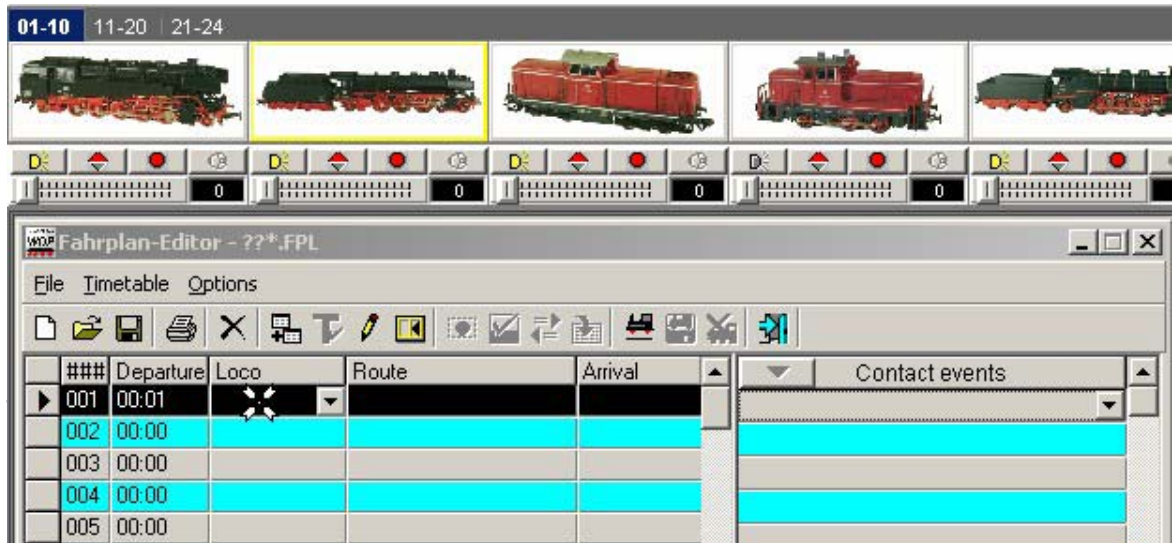 01-10 11-20 21-24
D D D D D
0 0 0 0
WDP Fahrplan-Editor - ??*.FPL
File Timetable Options
### Departure Loco Route Arrival Contact events
001 00:01
002 00:00
003 00:00
004 00:00
005 00:00